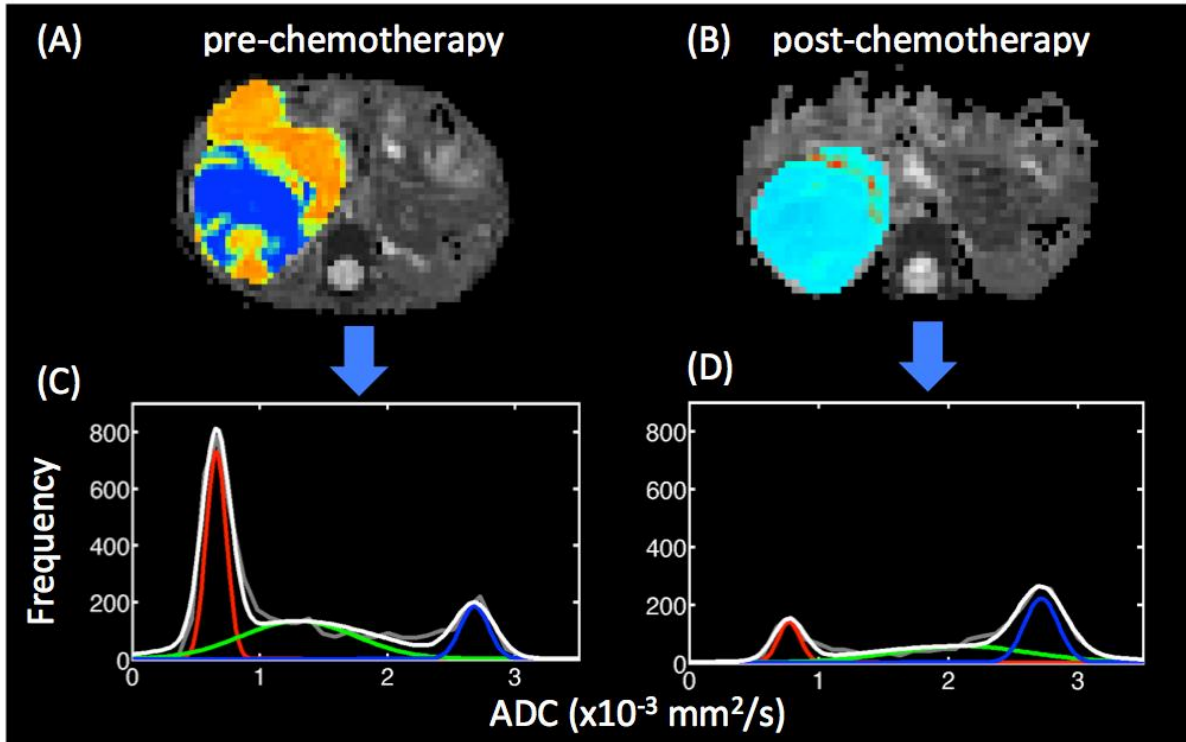 (A) pre-chemotherapy
(B) post-chemotherapy
(C)
Frequency
800
600
400
200
0
0 1 2 3
(D)
800
600
400
200
0
0 1 2 3
ADC (x10⁻³ mm²/s)